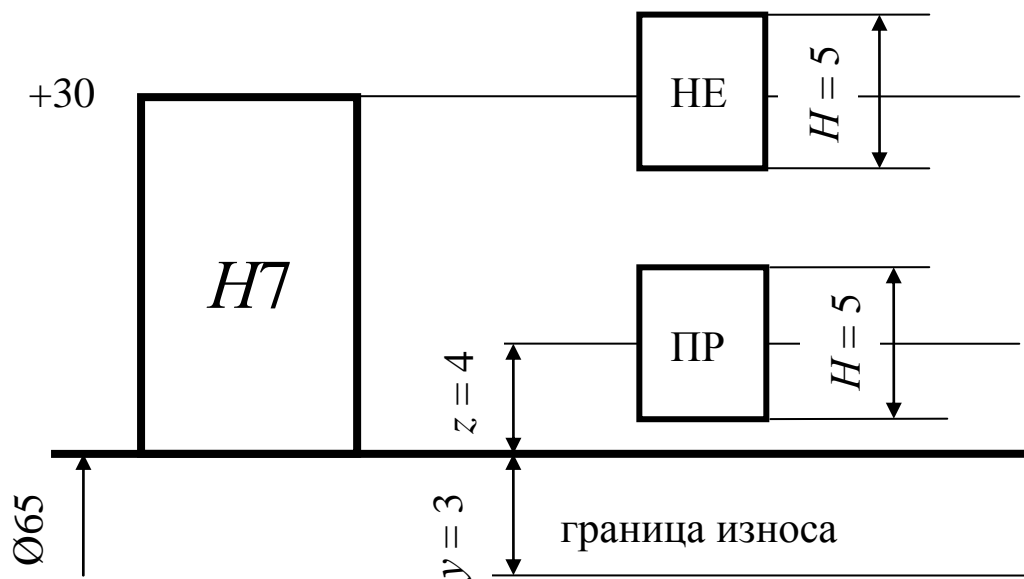 НЕ
H = 5
+30
H7
ПР
H = 5
z = 4
Ø65
y = 3
граница износа